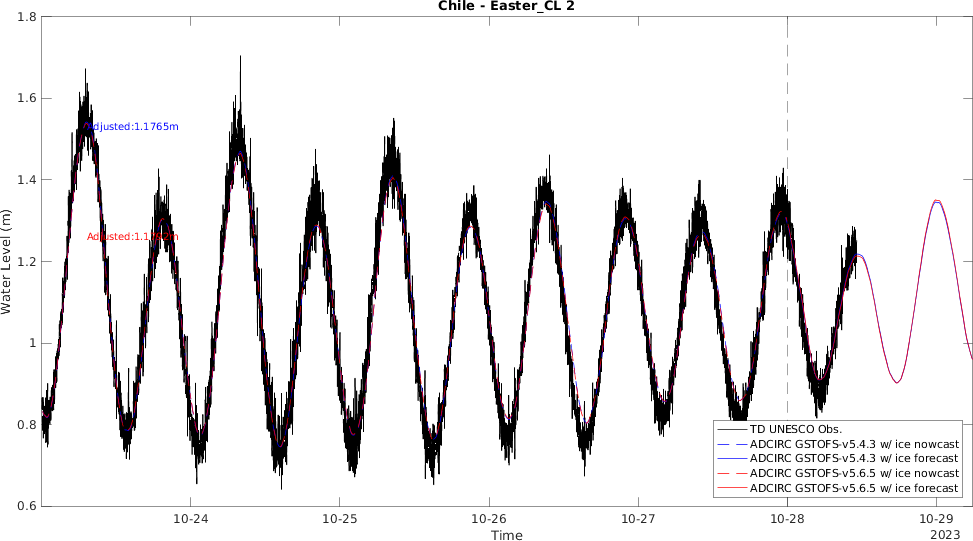 Chile - Easter_CL 2
1.8
1.6
1.4
1.2
1
0.8
0.6
Water Level (m)
Adjusted:1.1765m
TD UNESCO Obs.
ADCIRC GSTOFS-v5.4.3 w/ ice nowcast
ADCIRC GSTOFS-v5.4.3 w/ ice forecast
ADCIRC GSTOFS-v5.6.5 w/ ice nowcast
ADCIRC GSTOFS-v5.6.5 w/ ice forecast
10-24 10-25 10-26 10-27 10-28 10-29
Time
2023